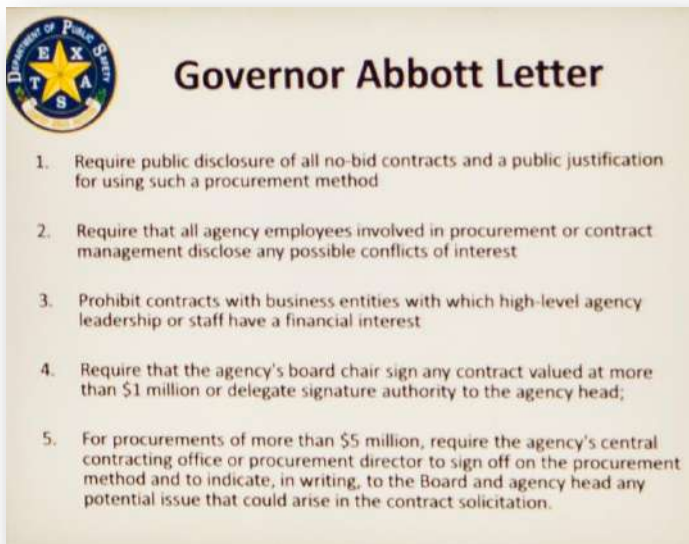 DEPARTMENT OF PUBLIC SAFETY
T E X A S
Governor Abbott Letter
1. Require public disclosure of all no-bid contracts and a public justification
for using such a procurement method
2. Require that all agency employees involved in procurement or contract
management disclose any possible conflicts of interest
3. Prohibit contracts with business entities with which high-level agency
leadership or staff have a financial interest
4. Require that the agency's board chair sign any contract valued at more
than $1 million or delegate signature authority to the agency head;
5. For procurements of more than $5 million, require the agency's central
contracting office or procurement director to sign off on the procurement
method and to indicate, in writing, to the Board and agency head any
potential issue that could arise in the contract solicitation.